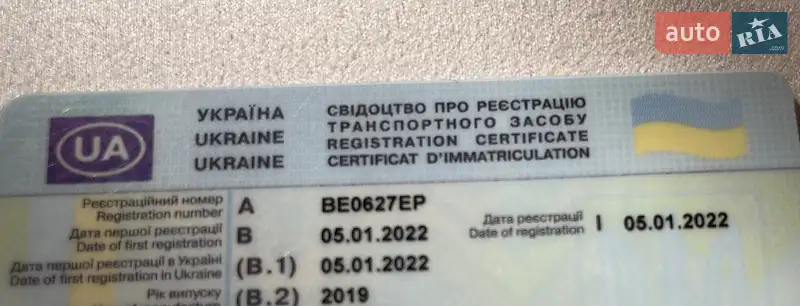 auto RIA .com
УКРАЇНА
UKRAINE
UKRAINE
СВІДОЦТВО ПРО РЕЄСТРАЦІЮ
ТРАНСПОРТНОГО ЗАСОБУ
REGISTRATION CERTIFICATE
CERTIFICAT D'IMMATRICULATION
UA
Реєстраційний номер
Registration number
A BE0627EP
Дата реєстрації
Date of registration
I 05.01.2022
Дата першої реєстрації
Date of first registration
B 05.01.2022
Дата першої реєстрації в Україні
Date of first registration in Ukraine
(B.1) 05.01.2022
Рік випуску
(B.2) 2019